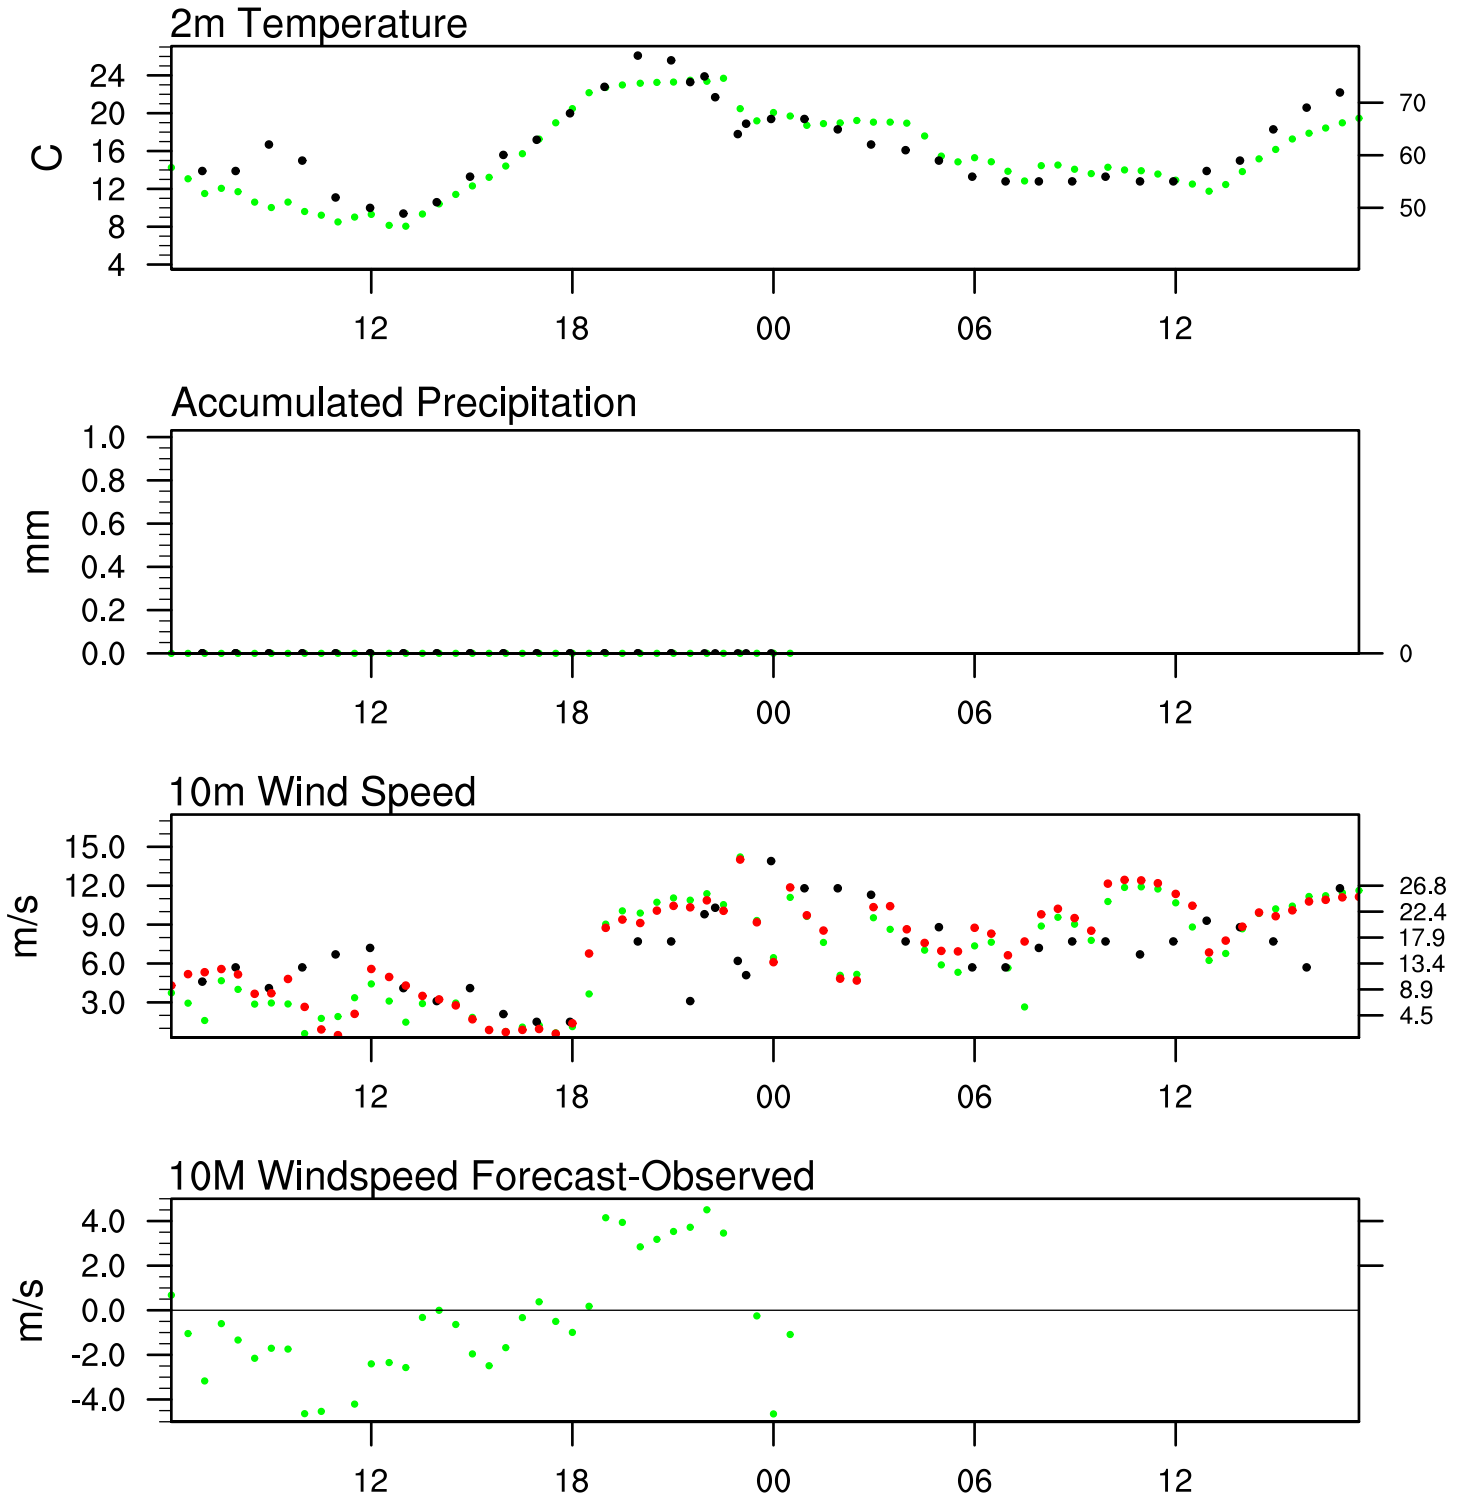 2m Temperature
24
20
16
12
8
4
C
70
60
50
12 18 00 06 12
Accumulated Precipitation
1.0
0.8
0.6
0.4
0.2
0.0
mm
0
12 18 00 06 12
10m Wind Speed
15.0
12.0
9.0
6.0
3.0
m/s
26.8
22.4
17.9
13.4
8.9
4.5
12 18 00 06 12
10M Windspeed Forecast-Observed
4.0
2.0
0.0
-2.0
-4.0
m/s
12 18 00 06 12